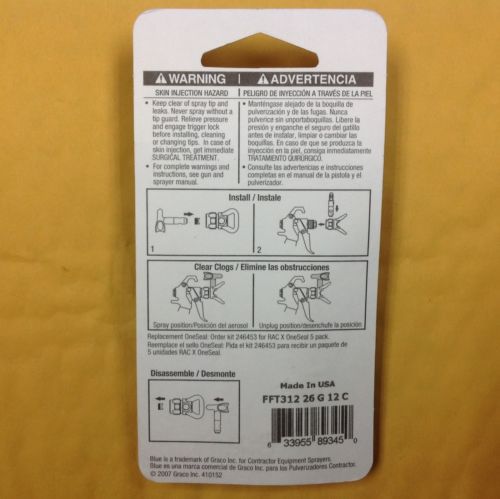 WARNING
ADVERTENCIA
SKIN INJECTION HAZARD
PELIGRO DE INYECCIÓN A TRAVÉS DE LA PIEL
• Keep clear of spray tip and
leaks. Never spray without a
tip guard. Relieve pressure
and engage trigger lock
before installing, cleaning
or changing tips. In case of
skin injection, get immediate
SURGICAL TREATMENT.
• For complete warnings and
instructions, see gun and
sprayer manual.
• Manténgase alejado de la boquilla de
pulverización y de las fugas. Nunca
pulverice sin unportaboquillas. Libere la
presión y enganche el seguro del gatillo
antes de instalar, limpiar o cambiar las
boquillas. En caso de que se produzca la
inyección en la piel, consiga inmediatamente
TRATAMIENTO QUIRÚRGICO.
• Consulte las advertencias e instrucciones
completas en el manual de la pistola y el
pulverizador.
Install / Instale
1
2
Clear Clogs / Elimine las obstrucciones
Spray position/Posición del aerosol
Unplug position/desenchufe la posición
Replacement OneSeal: Order kit 246453 for RAC X OneSeal 5 pack.
Reemplace el sello OneSeal: Pida el kit 246453 para recibir un paquete de
5 unidades RAC X OneSeal.
Disassemble / Desmonte
Made In USA
FFT312 26 G 12 C
6 33955 89345 0
Blue is a trademark of Graco Inc. for Contractor Equipment Sprayers.
Blue es una marca comercial de Graco Inc. para los Pulverizadores Contractor.
© 2007 Graco Inc. 410152